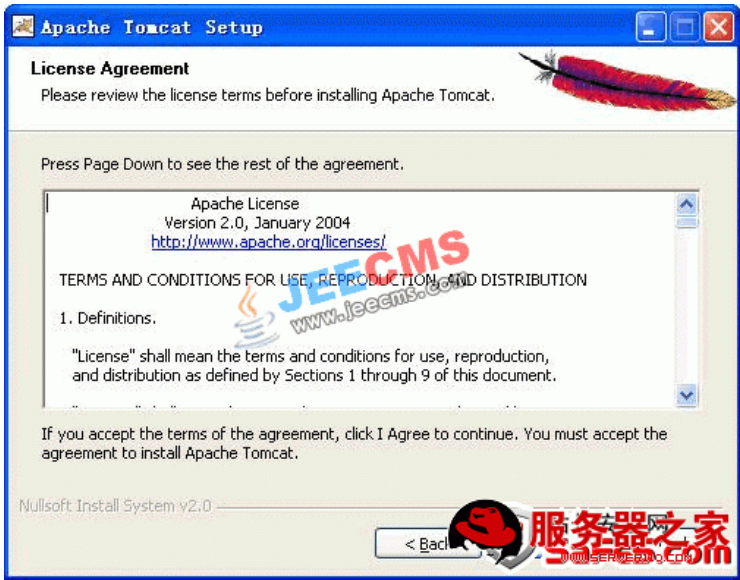 Apache Tomcat Setup
License Agreement
Please review the license terms before installing Apache Tomcat.
Press Page Down to see the rest of the agreement.
Apache License
Version 2.0, January 2004
http://www.apache.org/licenses/
TERMS AND CONDITIONS FOR USE, REPRODUCTION, AND DISTRIBUTION
JEECMS
www.jeecms.com
1. Definitions.
"License" shall mean the terms and conditions for use, reproduction,
and distribution as defined by Sections 1 through 9 of this document.
If you accept the terms of the agreement, click I Agree to continue. You must accept the
agreement to install Apache Tomcat.
Nullsoft Install System v2.0
< Back
服务器之家